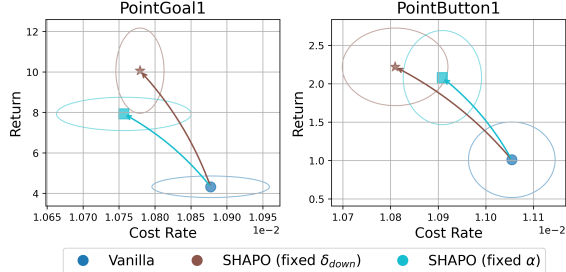 PointGoal1
PointButton1
Return
12
10
8
6
4
1.065 1.070 1.075 1.080 1.085 1.090 1.095
1e−2
Cost Rate
Return
2.5
2.0
1.5
1.0
0.5
1.07 1.08 1.09 1.10 1.11
1e−2
Cost Rate
Vanilla SHAPO (fixed δ_down) SHAPO (fixed α)